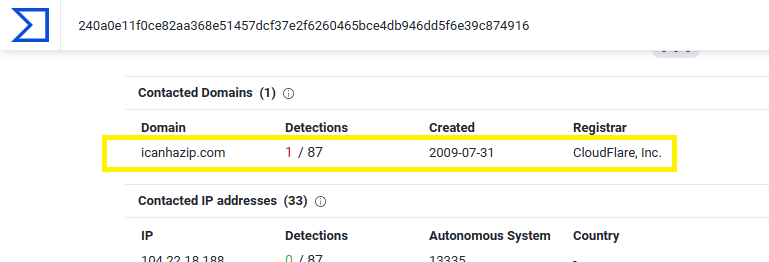 240a0e11f0ce82aa368e51457dcf37e2f6260465bce4db946dd5f6e39c874916
Contacted Domains (1)
Domain Detections Created Registrar
icanhazip.com 1 / 87 2009-07-31 CloudFlare, Inc.
Contacted IP addresses (33)
IP Detections Autonomous System Country
104.22.18.188 0 / 87 13335 -